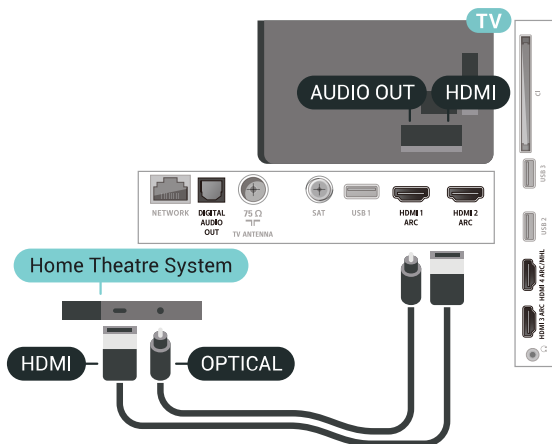 TV
AUDIO OUT
HDMI
CI
USB 3
USB 2
HDMI 4 ARC/MHL
HDMI 3 ARC
NETWORK
DIGITAL
AUDIO
OUT
75 Ω
TV ANTENNA
SAT
USB 1
HDMI 1
ARC
HDMI 2
ARC
Home Theatre System
HDMI
OPTICAL